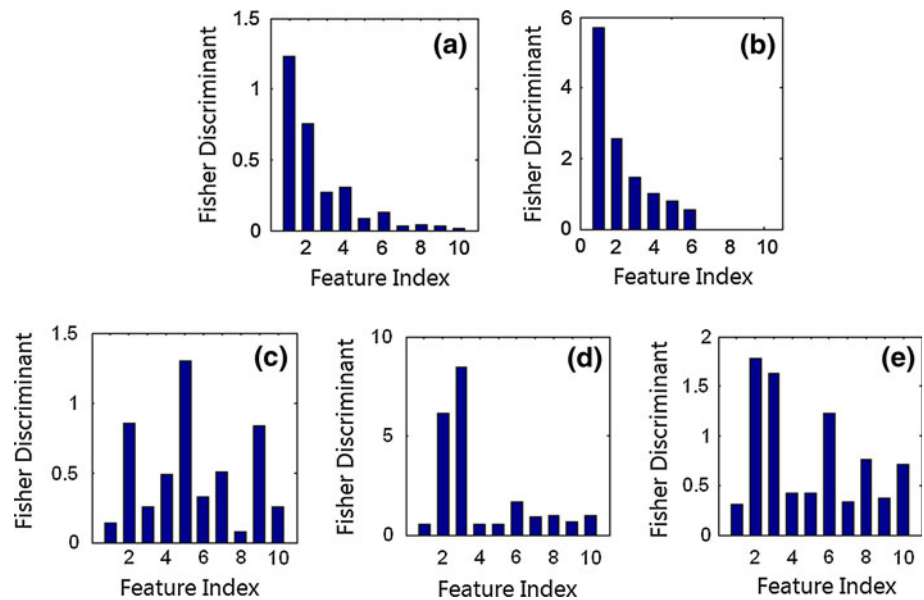 1.5
1
0.5
0
2 4 6 8 10
Fisher Discriminant
Feature Index
(a)
6
4
2
0
0 2 4 6 8 10
Fisher Discriminant
Feature Index
(b)
1.5
1
0.5
0
2 4 6 8 10
Fisher Discriminant
Feature Index
(c)
10
5
0
2 4 6 8 10
Fisher Discriminant
Feature Index
(d)
2
1.5
1
0.5
0
2 4 6 8 10
Fisher Discriminant
Feature Index
(e)